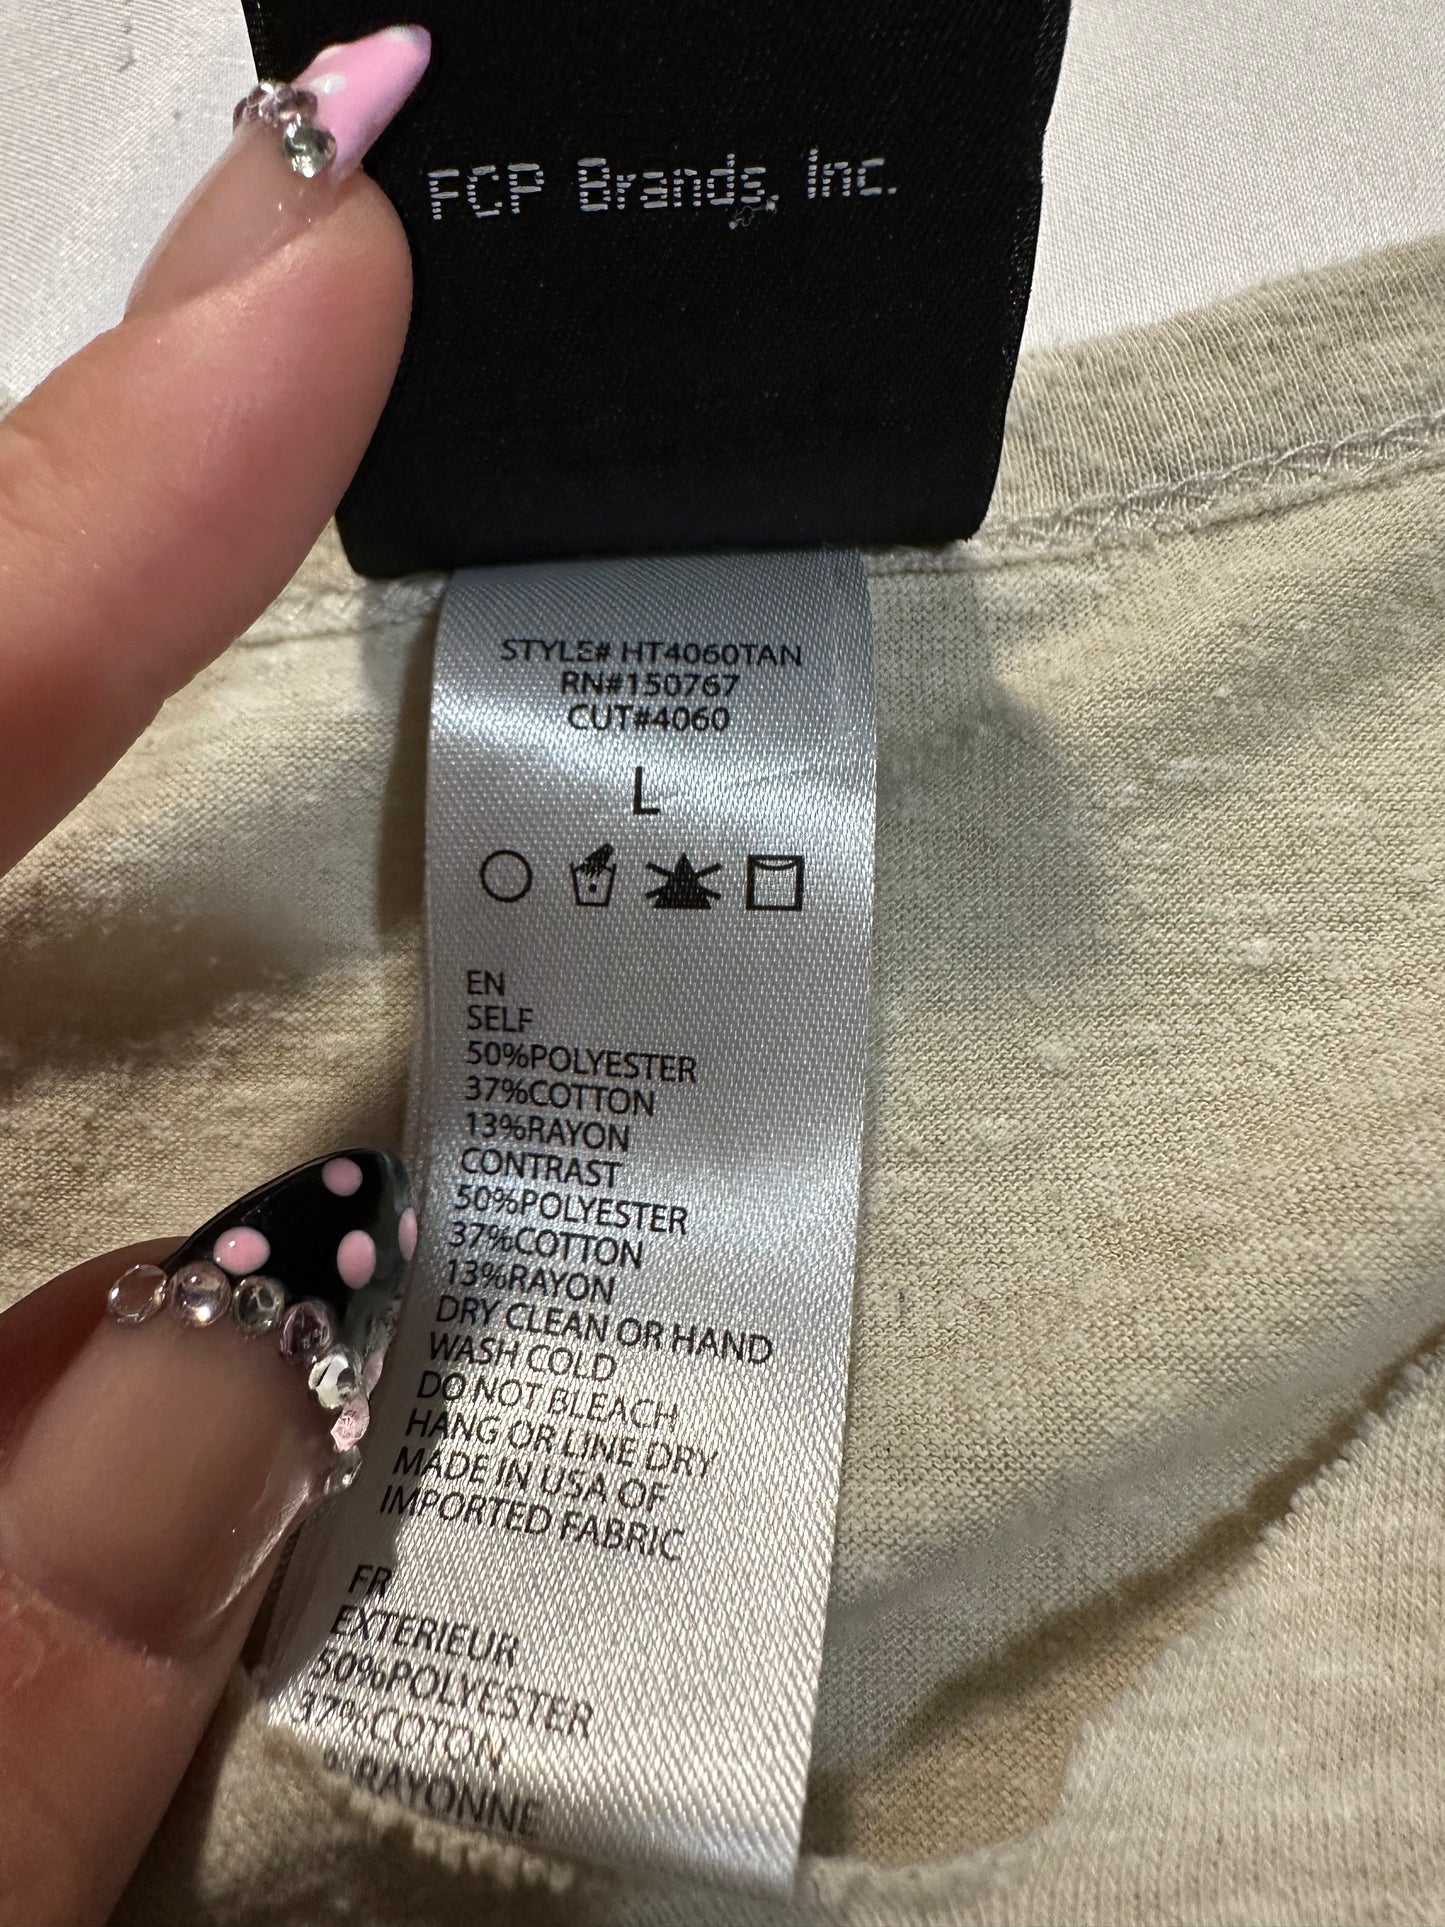 FCP Brands, Inc.
STYLE# HT4060TAN
RN#150767
CUT#4060
L
EN
SELF
50%POLYESTER
37%COTTON
13%RAYON
CONTRAST
50%POLYESTER
37%COTTON
13%RAYON
DRY CLEAN OR HAND
WASH COLD
DO NOT BLEACH
HANG OR LINE DRY
MADE IN USA OF
IMPORTED FABRIC
FR
EXTERIEUR
50%POLYESTER
37%COTON
%RAYONNE